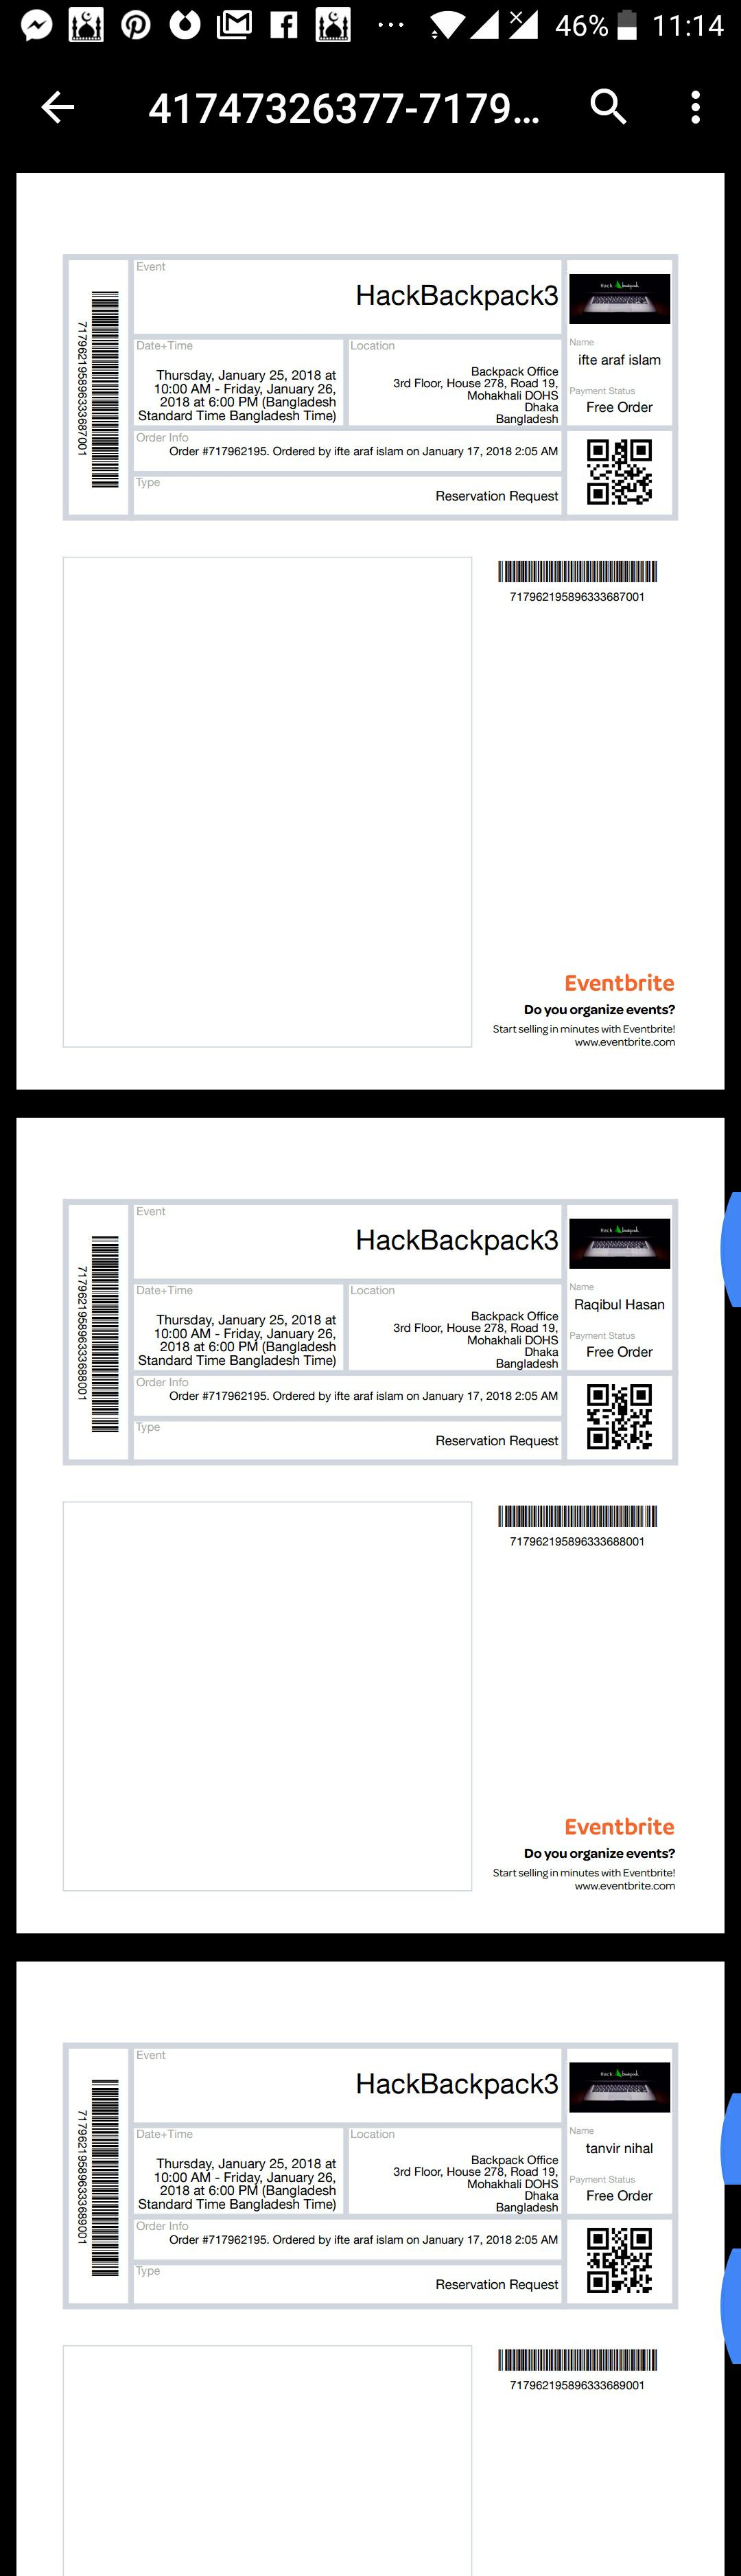 46% 11:14
41747326377-7179...
Event
HackBackpack3
Date+Time
Thursday, January 25, 2018 at
10:00 AM - Friday, January 26,
2018 at 6:00 PM (Bangladesh
Standard Time Bangladesh Time)
Location
Backpack Office
3rd Floor, House 278, Road 19,
Mohakhali DOHS
Dhaka
Bangladesh
Order Info
Order #717962195. Ordered by ifte araf islam on January 17, 2018 2:05 AM
Type
Reservation Request
Hack backpack
Name
ifte araf islam
Payment Status
Free Order
717962195896333687001
717962195896333687001
Eventbrite
Do you organize events?
Start selling in minutes with Eventbrite!
www.eventbrite.com
Event
HackBackpack3
Date+Time
Thursday, January 25, 2018 at
10:00 AM - Friday, January 26,
2018 at 6:00 PM (Bangladesh
Standard Time Bangladesh Time)
Location
Backpack Office
3rd Floor, House 278, Road 19,
Mohakhali DOHS
Dhaka
Bangladesh
Order Info
Order #717962195. Ordered by ifte araf islam on January 17, 2018 2:05 AM
Type
Reservation Request
Hack backpack
Name
Raqibul Hasan
Payment Status
Free Order
717962195896333688001
717962195896333688001
Eventbrite
Do you organize events?
Start selling in minutes with Eventbrite!
www.eventbrite.com
Event
HackBackpack3
Date+Time
Thursday, January 25, 2018 at
10:00 AM - Friday, January 26,
2018 at 6:00 PM (Bangladesh
Standard Time Bangladesh Time)
Location
Backpack Office
3rd Floor, House 278, Road 19,
Mohakhali DOHS
Dhaka
Bangladesh
Order Info
Order #717962195. Ordered by ifte araf islam on January 17, 2018 2:05 AM
Type
Reservation Request
Hack backpack
Name
tanvir nihal
Payment Status
Free Order
717962195896333689001
717962195896333689001